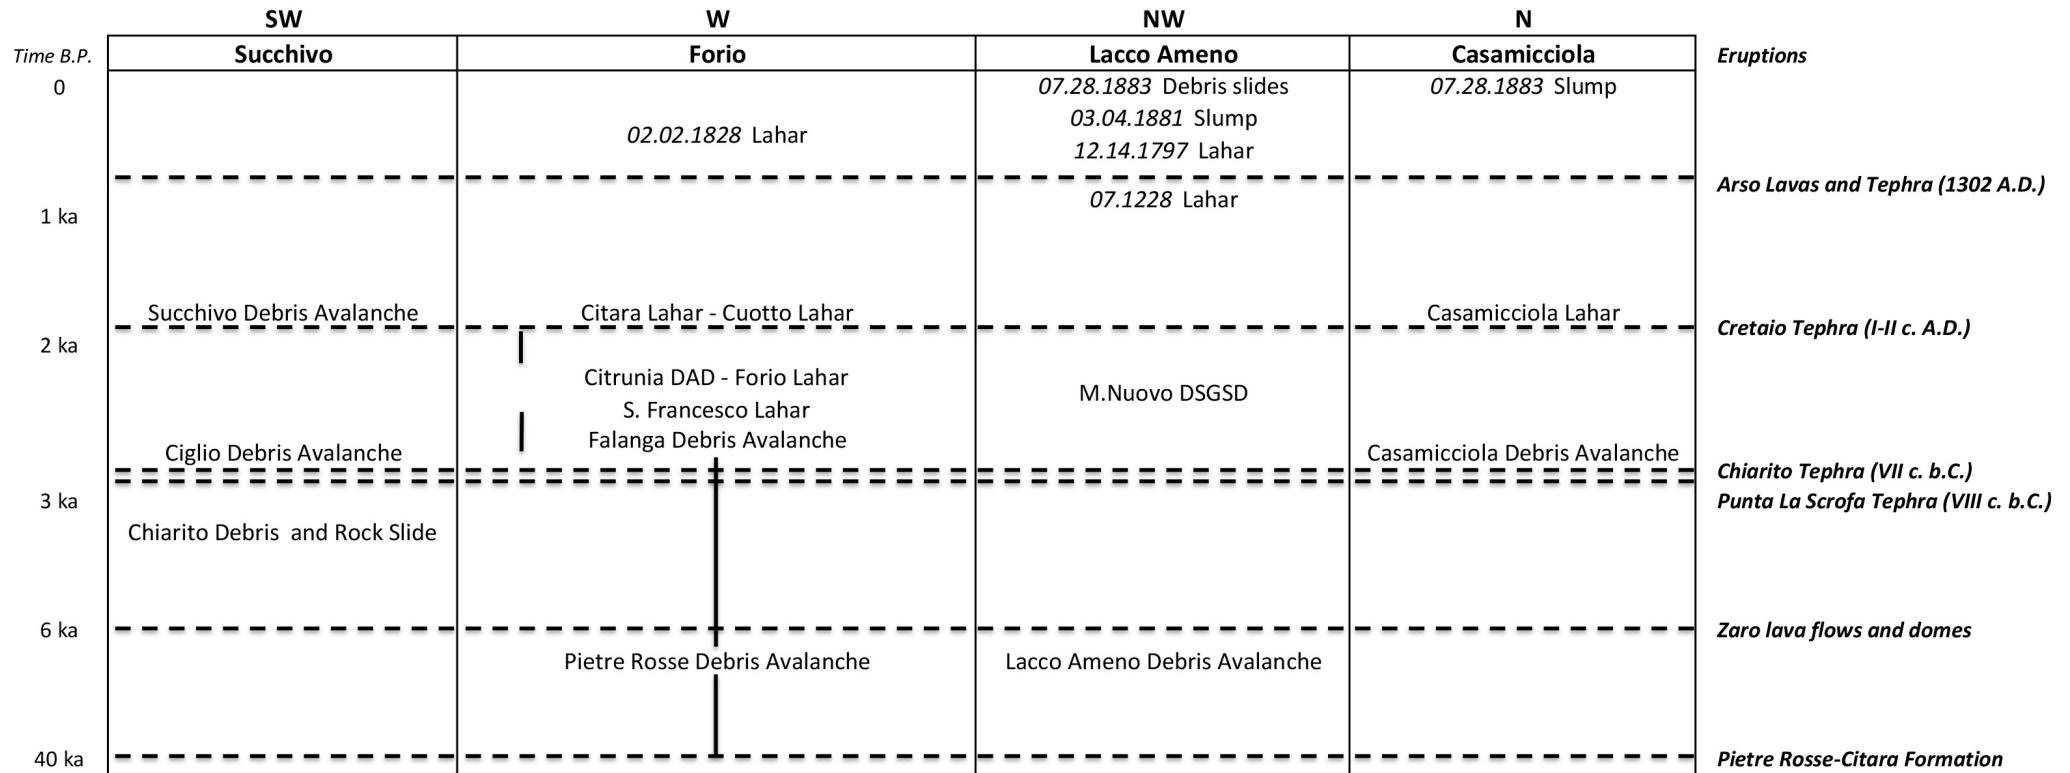 SW W NW N
Time B.P. Succhivo Forio Lacco Ameno Casamicciola Eruptions
0 07.28.1883 Debris slides 07.28.1883 Slump
03.04.1881 Slump
02.02.1828 Lahar
12.14.1797 Lahar
Arso Lavas and Tephra (1302 A.D.)
07.1228 Lahar
1 ka
Succhivo Debris Avalanche Citara Lahar - Cuotto Lahar Casamicciola Lahar
Cretaio Tephra (I-II c. A.D.)
2 ka
Citrunia DAD - Forio Lahar
M.Nuovo DSGSD
S. Francesco Lahar
Falanga Debris Avalanche
Ciglio Debris Avalanche Casamicciola Debris Avalanche
Chiarito Tephra (VII c. b.C.)
3 ka Punta La Scrofa Tephra (VIII c. b.C.)
Chiarito Debris and Rock Slide
6 ka Zaro lava flows and domes
Pietre Rosse Debris Avalanche Lacco Ameno Debris Avalanche
40 ka Pietre Rosse-Citara Formation